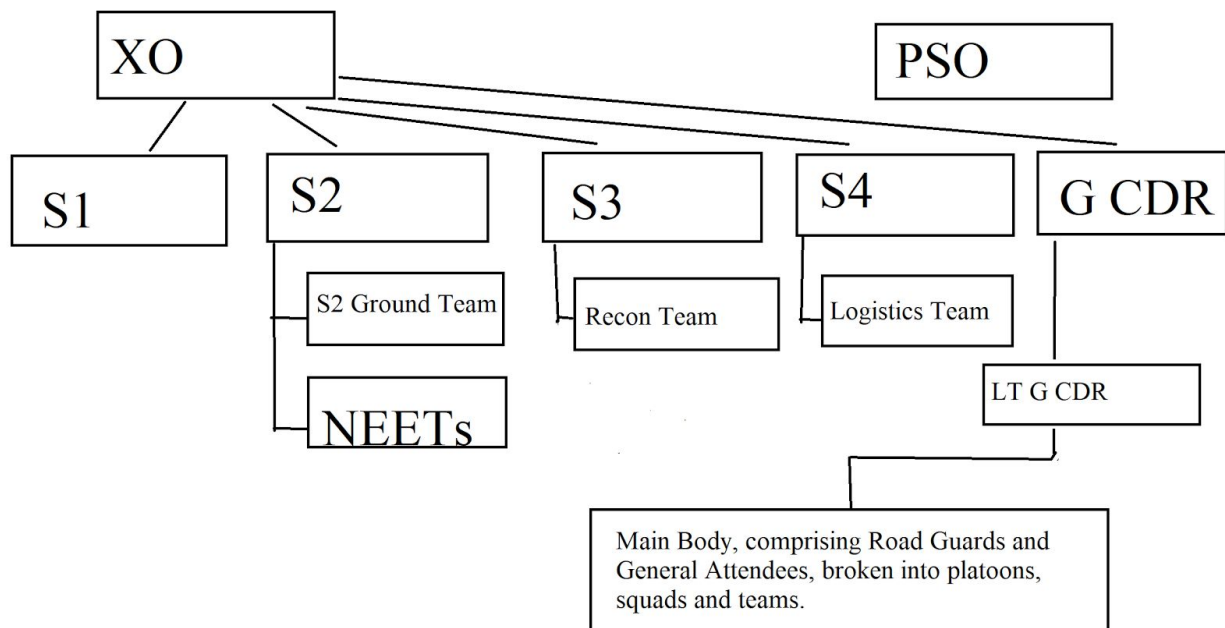 XO
PSO
S1
S2
S3
S4
G CDR
S2 Ground Team
Recon Team
Logistics Team
NEETs
LT G CDR
Main Body, comprising Road Guards and
General Attendees, broken into platoons,
squads and teams.